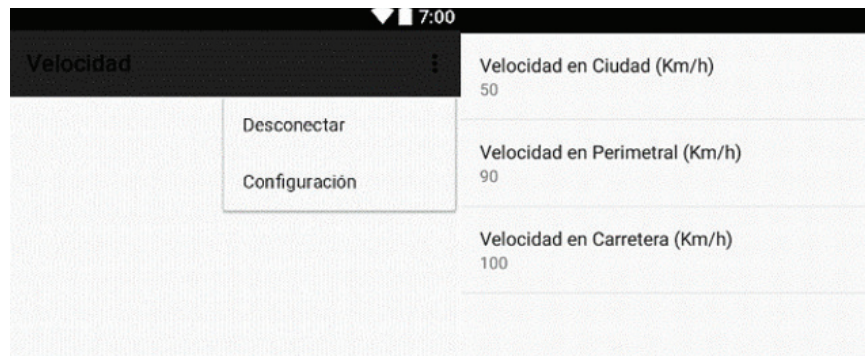 7:00
Velocidad
Desconectar
Configuración
Velocidad en Ciudad (Km/h)
50
Velocidad en Perimetral (Km/h)
90
Velocidad en Carretera (Km/h)
100